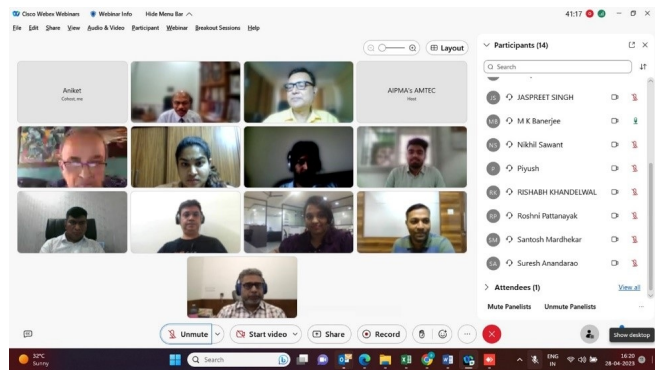 Cisco Webex Webinars Webinar Info Hide Menu Bar 41:17
File Edit Share View Audio & Video Participant Webinar Breakout Sessions Help
Layout
Aniket
Cohost, me
AIPMA's AMTEC
Host
Participants (14)
Search
JS JASPREET SINGH
MB M K Banerjee
NS Nikhil Sawant
P Piyush
RK RISHABH KHANDELWAL
RP Roshni Pattanayak
SM Santosh Mardhekar
SA Suresh Anandarao
Attendees (1) View all
Mute Panelists Unmute Panelists
Unmute Start video Share Record
Show desktop
32°C
Sunny
Search
ENG
IN
16:20
28-04-2023